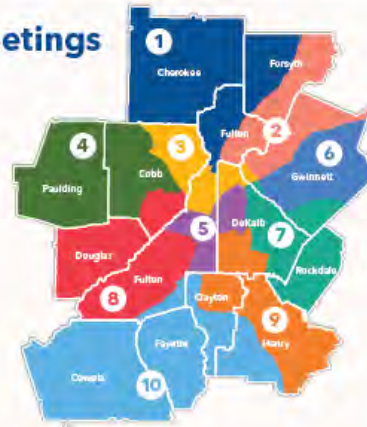 etings
1
Cherokee
Forsyth
Fulton
2
4
3
6
Cobb
Gwinnett
Paulding
5
DeKalb
7
Douglas
Rockdale
Fulton
8
Clayton
9
Fayette
Henry
Coweta
10